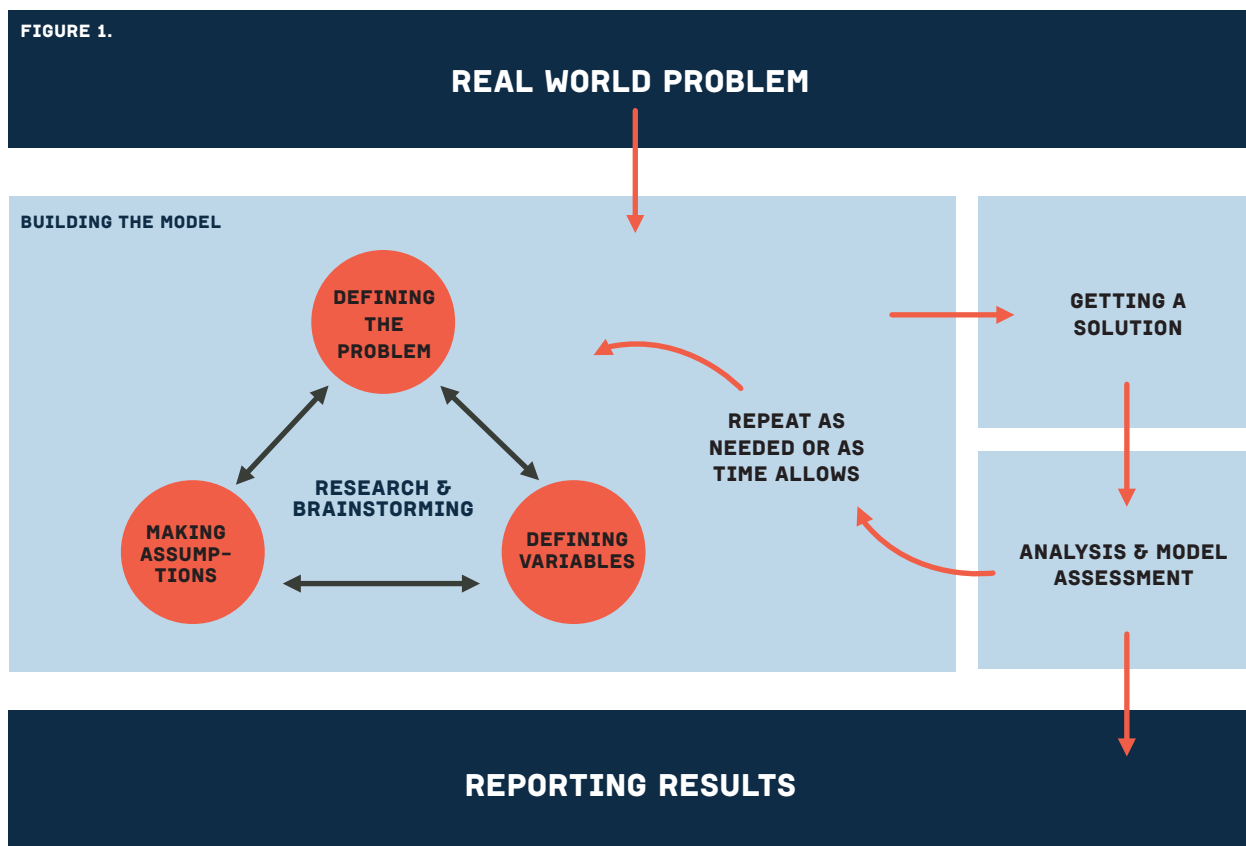 FIGURE 1.
REAL WORLD PROBLEM
BUILDING THE MODEL
DEFINING
THE
PROBLEM
RESEARCH &
BRAINSTORMING
MAKING
ASSUMP-
TIONS
DEFINING
VARIABLES
REPEAT AS
NEEDED OR AS
TIME ALLOWS
GETTING A
SOLUTION
ANALYSIS & MODEL
ASSESSMENT
REPORTING RESULTS